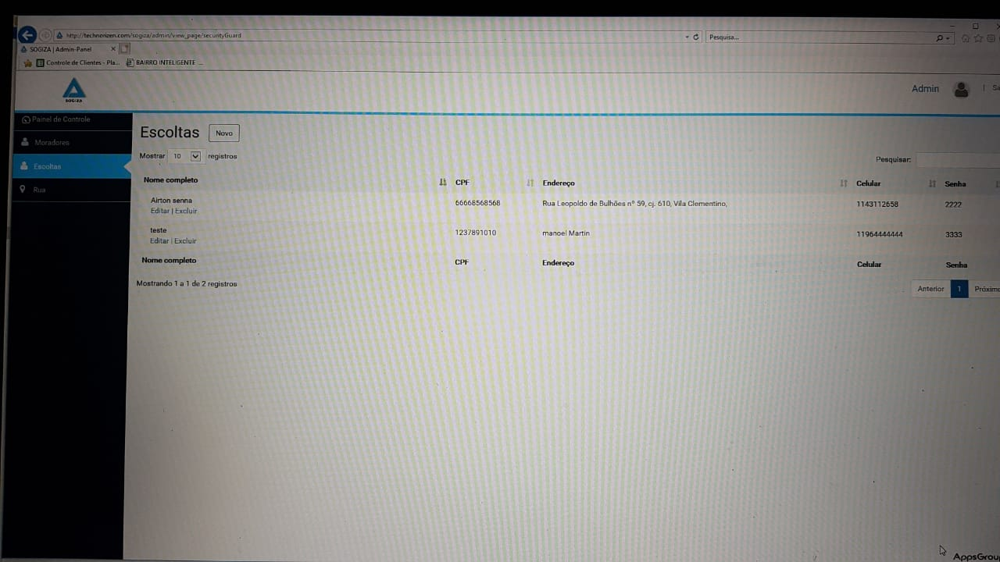 http://technorizen.com/sogiza/admin/view_page/securityGuard
Pesquisa...
SOGIZA | Admin-Panel
Controle de Clientes - Pla... BAIRRO INTELIGENTE ...
SOGIZA
Admin
Painel de Controle
Moradores
Escoltas
Rua
Escoltas Novo
Mostrar 10 registros
Pesquisar:
Nome completo CPF Endereço Celular Senha
Airton senna 66668568568 Rua Leopoldo de Bulhões nº 59, cj. 610, Vila Clementino, 1143112658 2222
Editar | Excluir
teste 1237891010 manoel Martin 11964444444 3333
Editar | Excluir
Nome completo CPF Endereço Celular Senha
Mostrando 1 a 1 de 2 registros
Anterior 1 Próximo